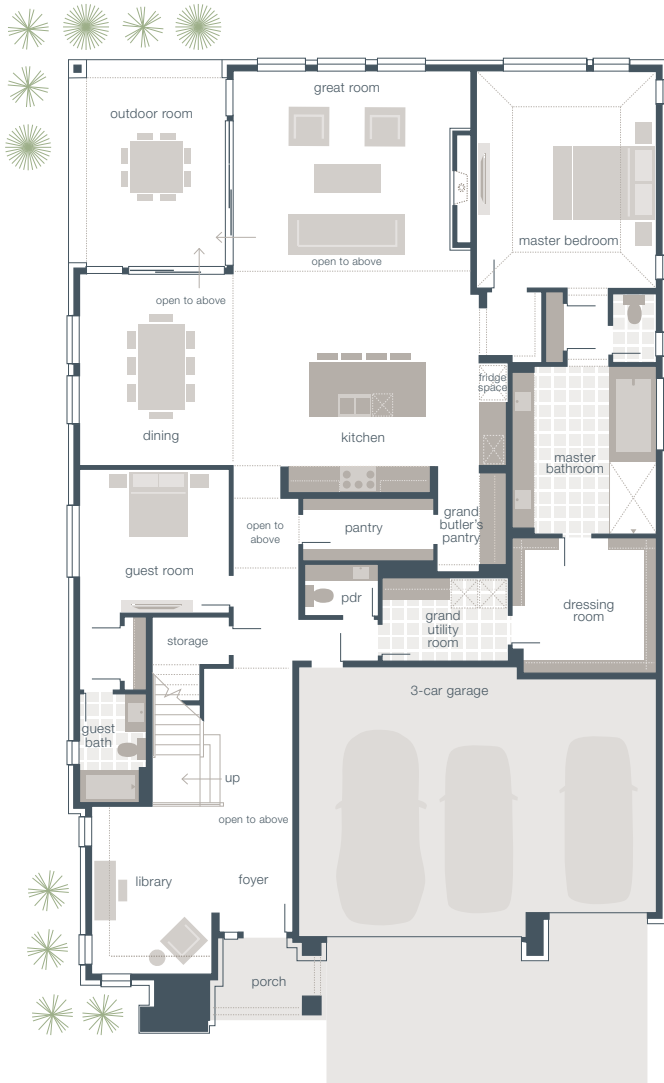 great room
outdoor room
master bedroom
open to above
open to above
fridge
space
dining
kitchen
master
bathroom
grand
butler's
pantry
open to
above
pantry
guest room
pdr
dressing
room
grand
utility
room
storage
3-car garage
guest
bath
up
open to above
library
foyer
porch